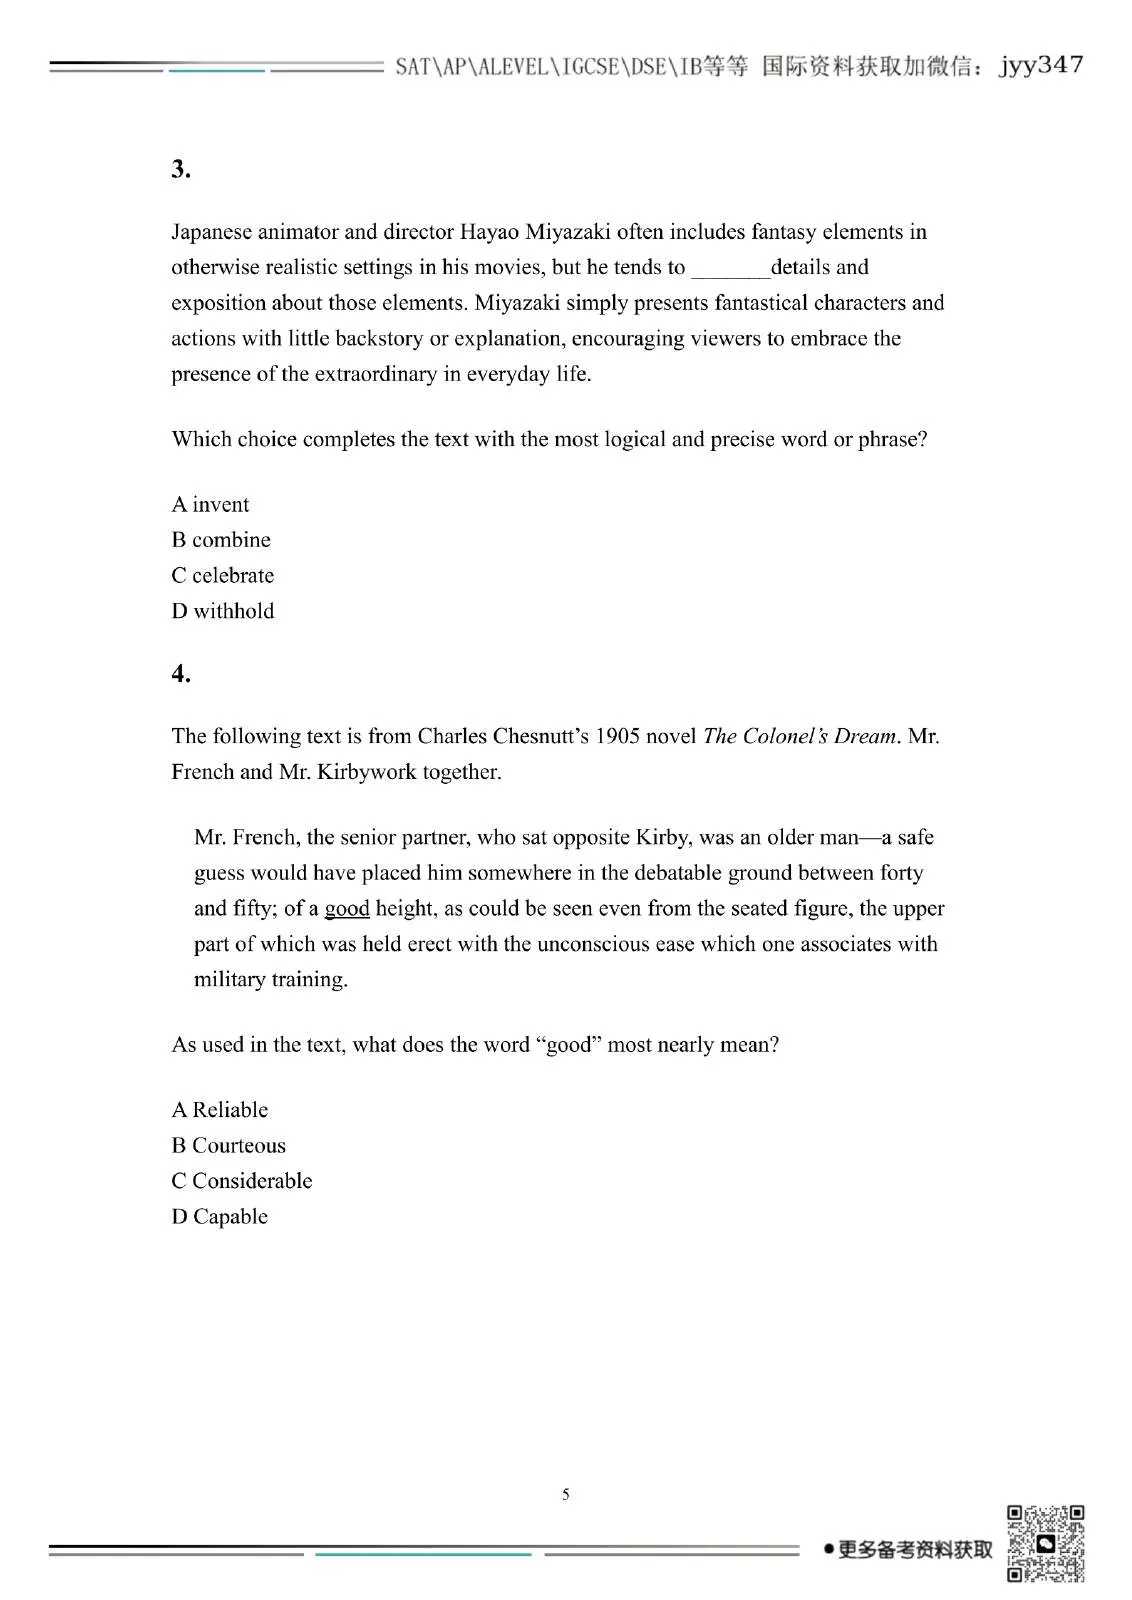 SAT\AP\ALEVEL\IGCSE\DSE\IB等等 国际资料获取加微信：jyy347
3.
Japanese animator and director Hayao Miyazaki often includes fantasy elements in
otherwise realistic settings in his movies, but he tends to _______details and
exposition about those elements. Miyazaki simply presents fantastical characters and
actions with little backstory or explanation, encouraging viewers to embrace the
presence of the extraordinary in everyday life.
Which choice completes the text with the most logical and precise word or phrase?
A invent
B combine
C celebrate
D withhold
4.
The following text is from Charles Chesnutt’s 1905 novel The Colonel’s Dream. Mr.
French and Mr. Kirbywork together.
Mr. French, the senior partner, who sat opposite Kirby, was an older man—a safe
guess would have placed him somewhere in the debatable ground between forty
and fifty; of a good height, as could be seen even from the seated figure, the upper
part of which was held erect with the unconscious ease which one associates with
military training.
As used in the text, what does the word “good” most nearly mean?
A Reliable
B Courteous
C Considerable
D Capable
5
●更多备考资料获取